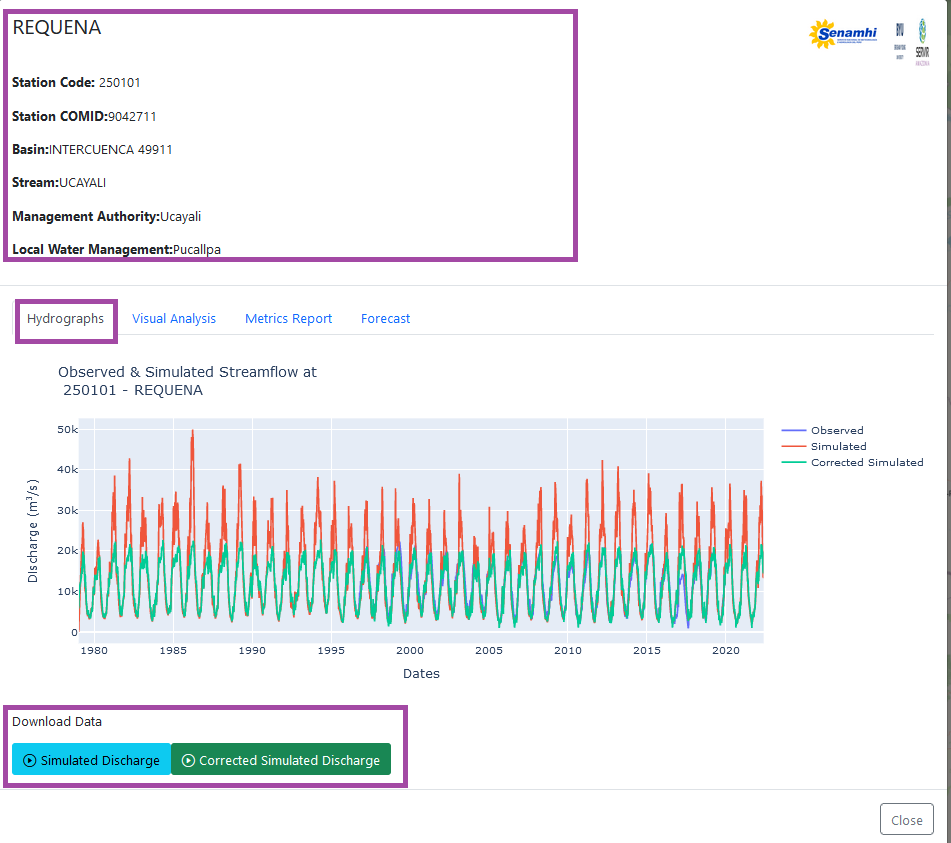 REQUENA
Senamhi
BYU
SERVIR
AMAZONIA
Station Code: 250101
Station COMID:9042711
Basin:INTERCUENCA 49911
Stream:UCAYALI
Management Authority:Ucayali
Local Water Management:Pucallpa
Hydrographs Visual Analysis Metrics Report Forecast
Observed & Simulated Streamflow at
250101 - REQUENA
50k
40k
30k
20k
10k
0
Discharge (m³/s)
1980 1985 1990 1995 2000 2005 2010 2015 2020
Dates
Observed
Simulated
Corrected Simulated
Download Data
Simulated Discharge Corrected Simulated Discharge
Close